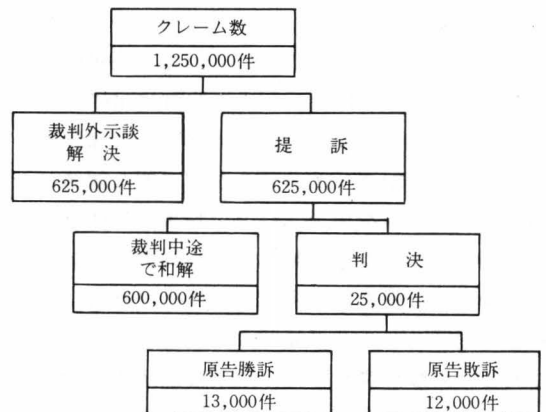 クレーム数
1,250,000件
裁判外示談
解決
625,000件
提訴
625,000件
裁判中途
で和解
600,000件
判決
25,000件
原告勝訴
13,000件
原告敗訴
12,000件